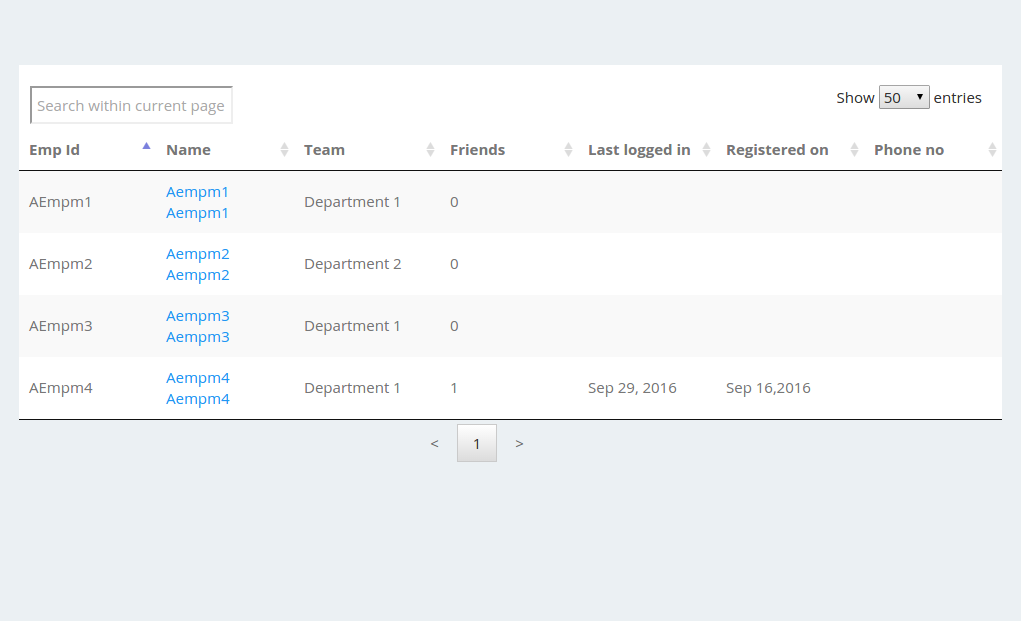 Search within current page
Show 50 entries
Emp Id Name Team Friends Last logged in Registered on Phone no
AEmpm1 Aempm1 Aempm1 Department 1 0
AEmpm2 Aempm2 Aempm2 Department 2 0
AEmpm3 Aempm3 Aempm3 Department 1 0
AEmpm4 Aempm4 Aempm4 Department 1 1 Sep 29, 2016 Sep 16,2016
< 1 >